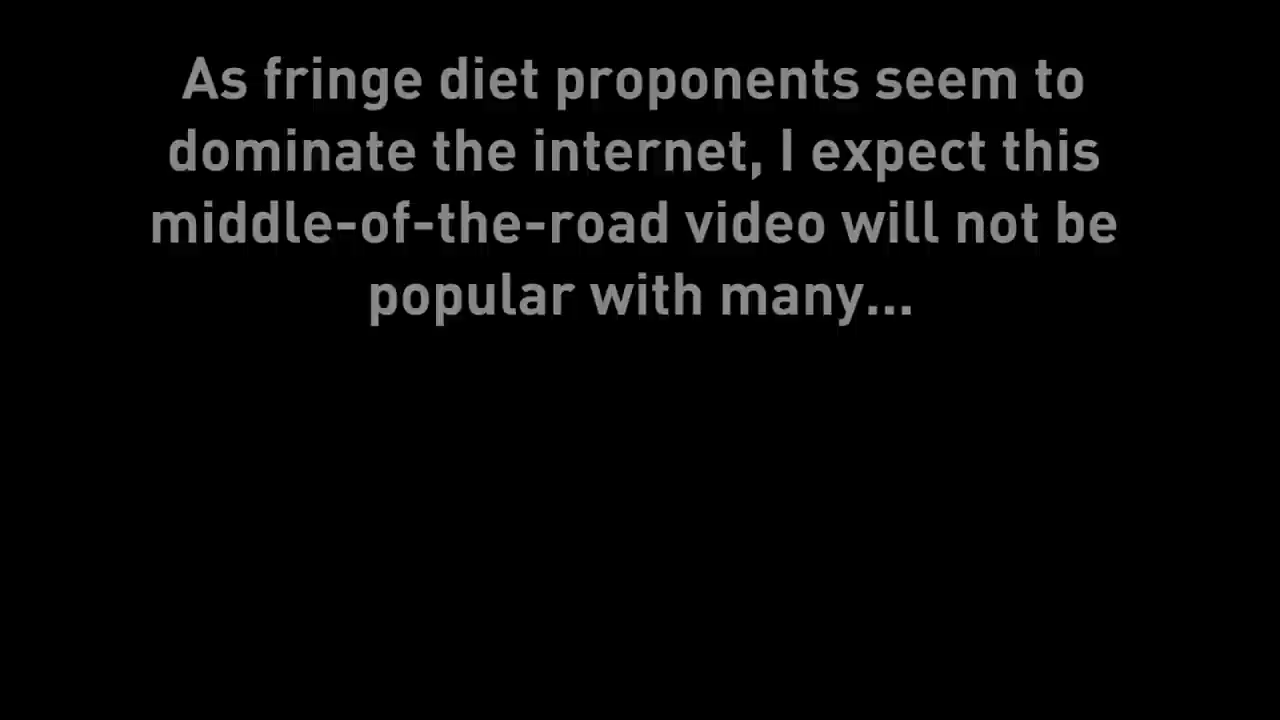 As fringe diet proponents seem to
dominate the internet, I expect this
middle-of-the-road video will not be
popular with many...